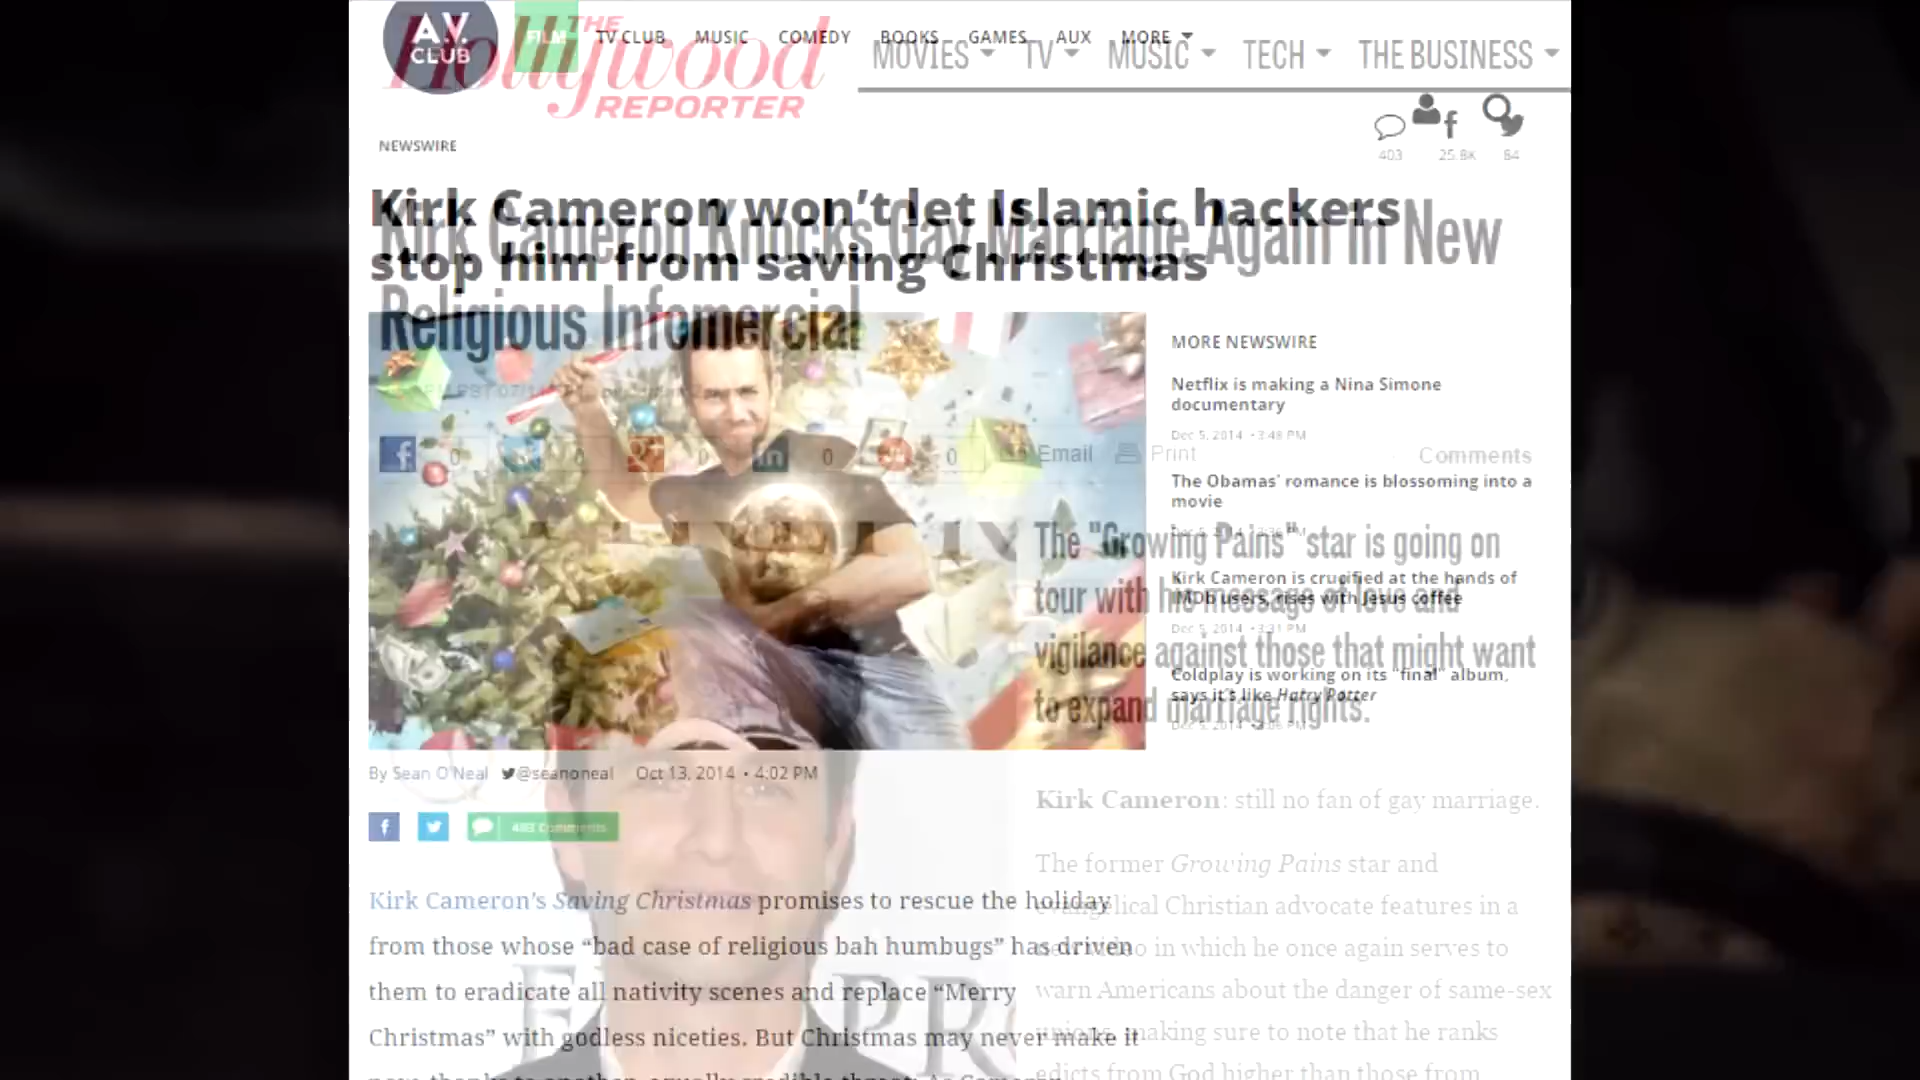 A.V.
CLUB
FILM
TV CLUB
MUSIC
COMEDY
BOOKS
GAMES
AUX
MORE
THE
Hollywood
REPORTER
MOVIES
TV
MUSIC
TECH
THE BUSINESS
NEWSWIRE
403
25.8K
84
Kirk Cameron won’t let Islamic hackers
stop him from saving Christmas
Kirk Cameron Knocks Gay Marriage Again in New
Religious Infomercial
MORE NEWSWIRE
Netflix is making a Nina Simone
documentary
Dec 5, 2014 • 3:48 PM
The Obamas' romance is blossoming into a
movie
Kirk Cameron is crucified at the hands of
IMDb users, rises with Jesus coffee
Dec 5, 2014 • 3:31 PM
Coldplay is working on its “final” album,
says it’s like Harry Potter
0
0
0
0
0
Email
Print
Comments
The "Growing Pains" star is going on
tour with his message of love and
vigilance against those that might want
to expand marriage rights.
By Sean O'Neal @seanoneal Oct 13, 2014 • 4:02 PM
403 Comments
Kirk Cameron’s Saving Christmas promises to rescue the holiday
from those whose “bad case of religious bah humbugs” has driven
them to eradicate all nativity scenes and replace “Merry
Christmas” with godless niceties. But Christmas may never make it
Kirk Cameron: still no fan of gay marriage.
The former Growing Pains star and
evangelical Christian advocate features in a
new video in which he once again serves to
warn Americans about the danger of same-sex
unions, making sure to note that he ranks
edicts from God higher than those from